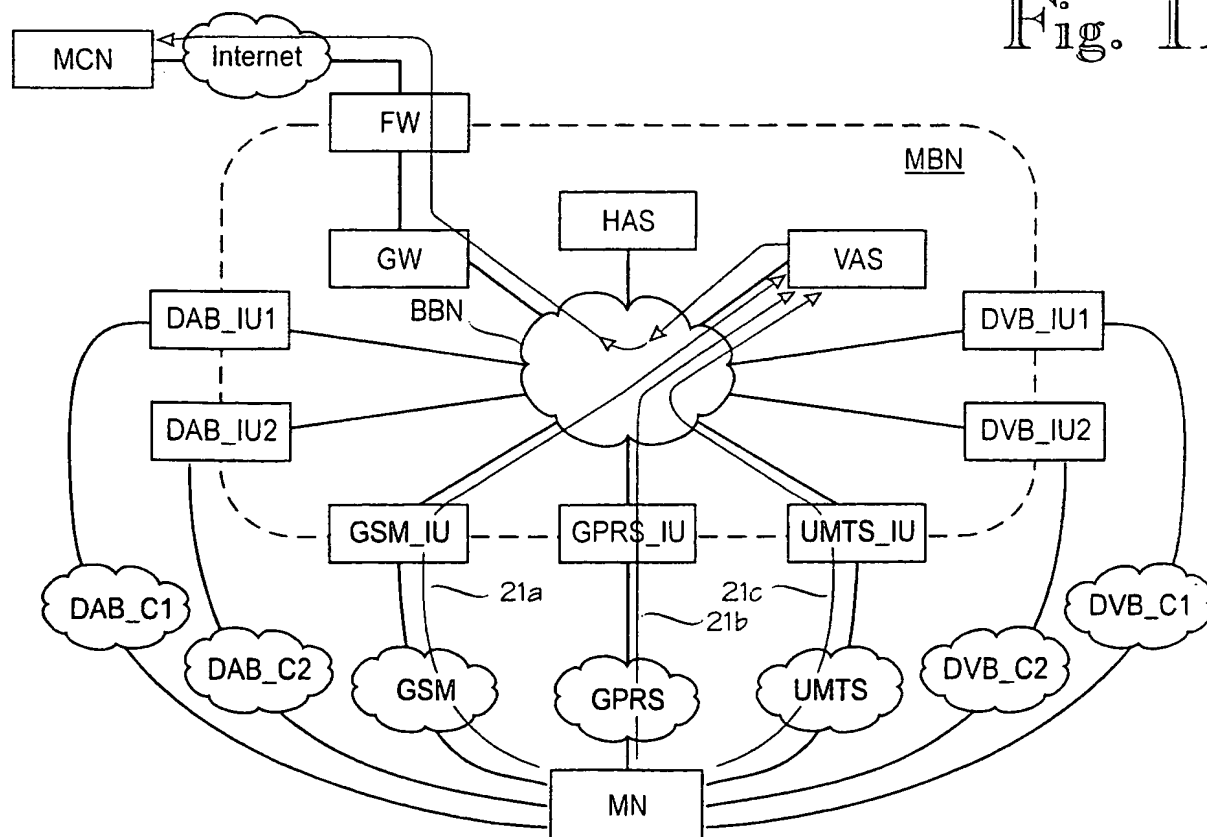 Fig.
MCN
Internet
FW
MBN
HAS
GW
VAS
BBN
DAB_IU1
DVB_IU1
DAB_IU2
DVB_IU2
GSM_IU
GPRS_IU
UMTS_IU
21a
21b
21c
DAB_C1
DVB_C1
DAB_C2
DVB_C2
GSM
GPRS
UMTS
MN